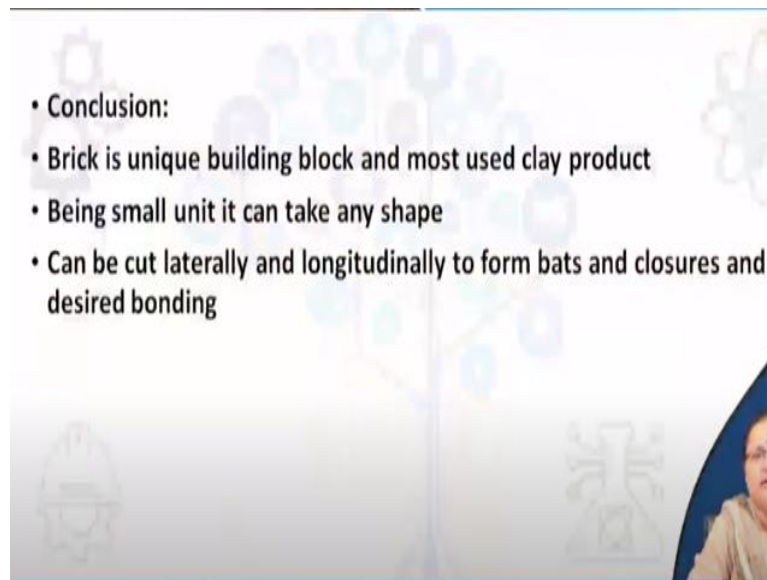 • Conclusion:
• Brick is unique building block and most used clay product
• Being small unit it can take any shape
• Can be cut laterally and longitudinally to form bats and closures and
desired bonding